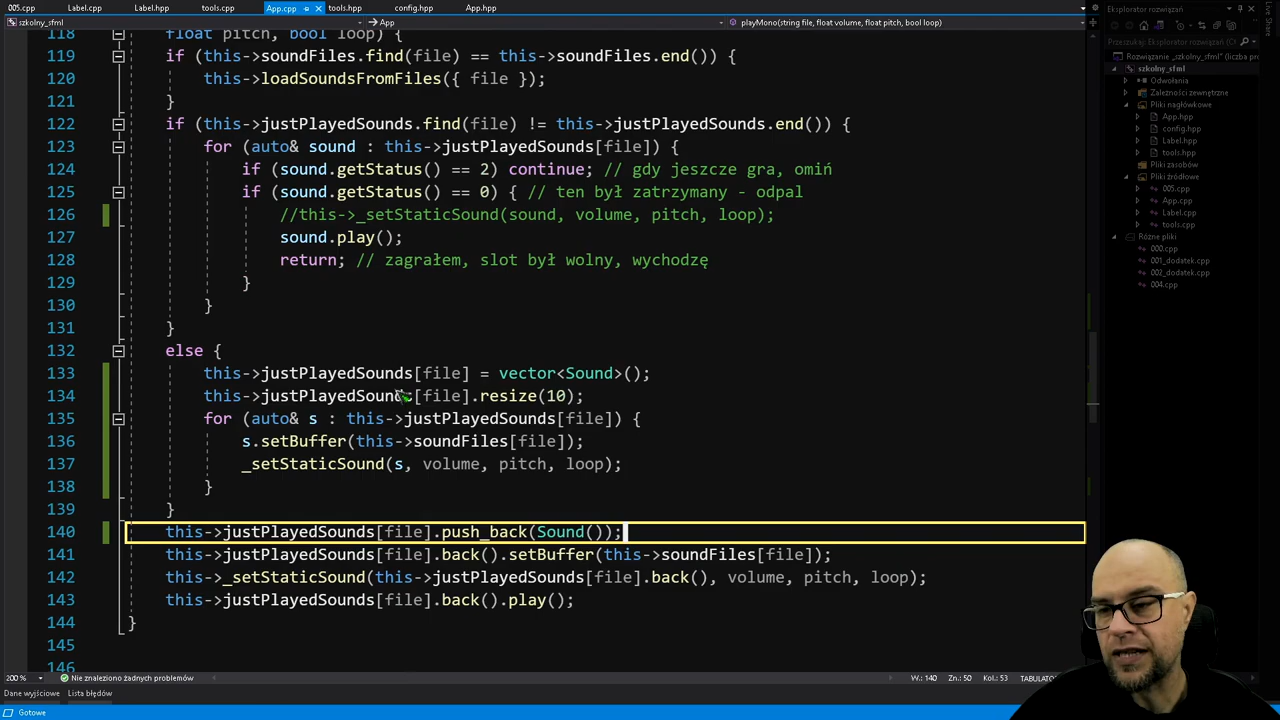 005.cpp Label.cpp Label.hpp tools.cpp App.cpp tools.hpp config.hpp App.hpp
szkolny_sfml App playMono(string file, float volume, float pitch, bool loop)
118 float pitch, bool loop) {
119 if (this->soundFiles.find(file) == this->soundFiles.end()) {
120 this->loadSoundsFromFiles({ file });
121 }
122 if (this->justPlayedSounds.find(file) != this->justPlayedSounds.end()) {
123 for (auto& sound : this->justPlayedSounds[file]) {
124 if (sound.getStatus() == 2) continue; // gdy jeszcze gra, omiń
125 if (sound.getStatus() == 0) { // ten był zatrzymany - odpal
126 //this->_setStaticSound(sound, volume, pitch, loop);
127 sound.play();
128 return; // zagrałem, slot był wolny, wychodzę
129 }
130 }
131 }
132 else {
133 this->justPlayedSounds[file] = vector<Sound>();
134 this->justPlayedSounds[file].resize(10);
135 for (auto& s : this->justPlayedSounds[file]) {
136 s.setBuffer(this->soundFiles[file]);
137 _setStaticSound(s, volume, pitch, loop);
138 }
139 }
140 this->justPlayedSounds[file].push_back(Sound());
141 this->justPlayedSounds[file].back().setBuffer(this->soundFiles[file]);
142 this->_setStaticSound(this->justPlayedSounds[file].back(), volume, pitch, loop);
143 this->justPlayedSounds[file].back().play();
144 }
145
146
200 % Nie znaleziono żadnych problemów W.: 140 Zn.: 50 Kol.: 53 TABULATO
Dane wyjściowe Lista błędów
Gotowe
Eksplorator rozwiązań
Przeszukaj: Eksplorator rozwiązań
Rozwiązanie „szkolny_sfml” (liczba pr
szkolny_sfml
Odwołania
Zależności zewnętrzne
Pliki nagłówkowe
App.hpp
config.hpp
Label.hpp
tools.hpp
Pliki zasobów
Pliki źródłowe
005.cpp
App.cpp
Label.cpp
tools.cpp
Różne pliki
000.cpp
001_dodatek.cpp
002_dodatek.cpp
004.cpp
Live Share